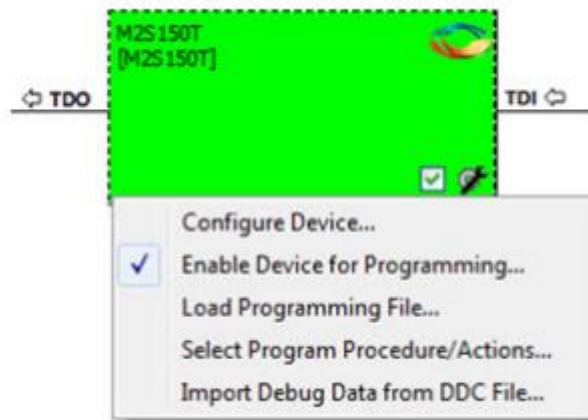 M2S150T
[M2S150T]
TDO
TDI
Configure Device...
Enable Device for Programming...
Load Programming File...
Select Program Procedure/Actions...
Import Debug Data from DDC File...